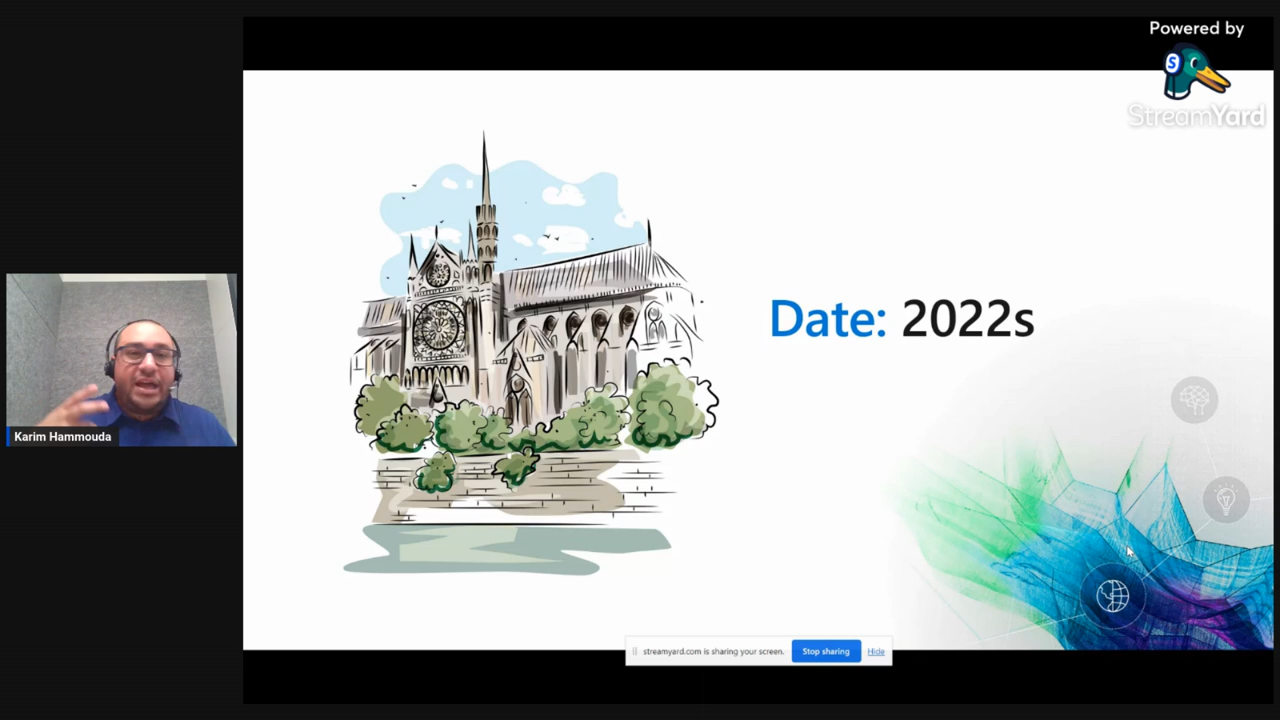 Powered by
S
StreamYard
Date: 2022s
Karim Hammouda
streamyard.com is sharing your screen.
Stop sharing
Hide